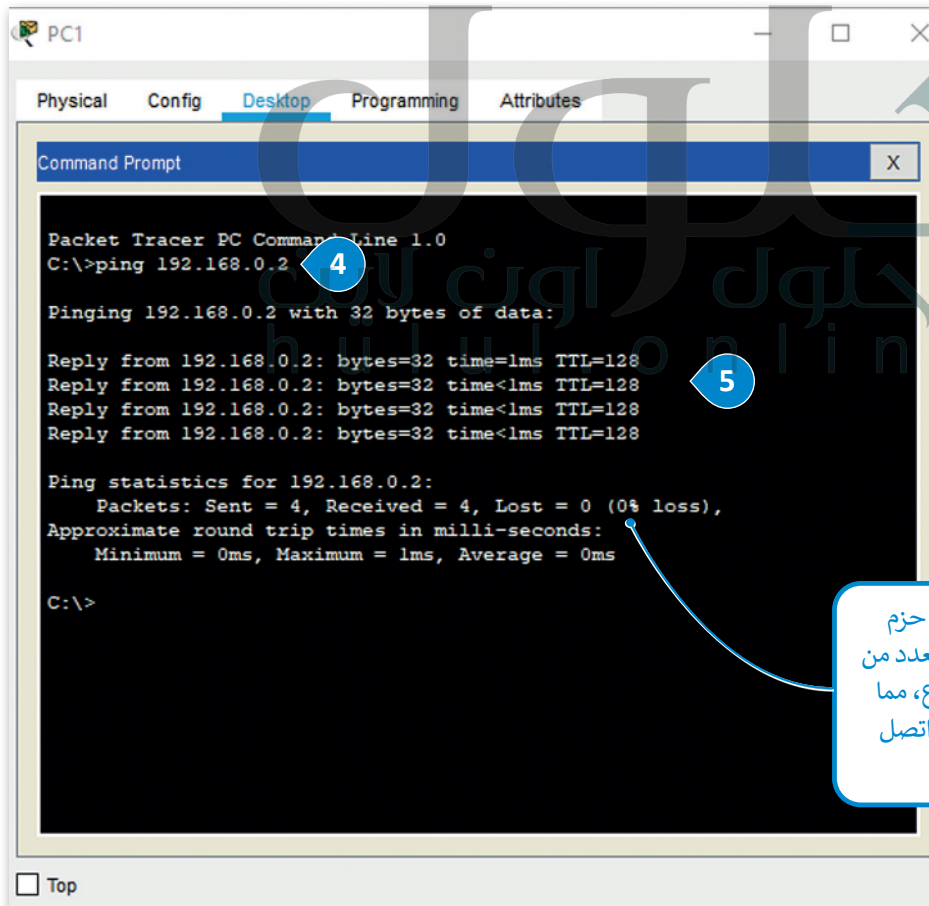 PC1
Physical Config Desktop Programming Attributes
Command Prompt X
Packet Tracer PC Command Line 1.0
C:\>ping 192.168.0.2
4
Pinging 192.168.0.2 with 32 bytes of data:
Reply from 192.168.0.2: bytes=32 time=1ms TTL=128
Reply from 192.168.0.2: bytes=32 time<1ms TTL=128
Reply from 192.168.0.2: bytes=32 time<1ms TTL=128
Reply from 192.168.0.2: bytes=32 time<1ms TTL=128
5
Ping statistics for 192.168.0.2:
Packets: Sent = 4, Received = 4, Lost = 0 (0% loss),
Approximate round trip times in milli-seconds:
Minimum = 0ms, Maximum = 1ms, Average = 0ms
C:\>
حزم
من
مما
اتصل
Top
حلول اون لاين
hulul onlin